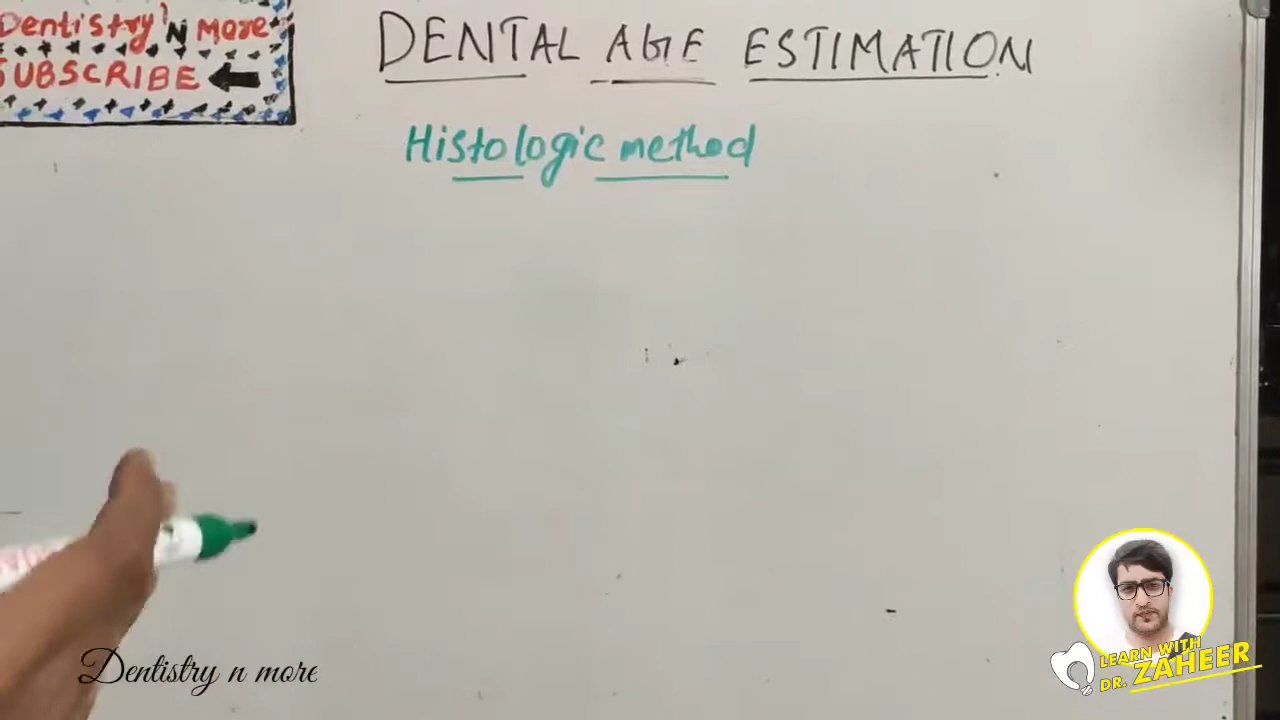 Dentistry'N More
SUBSCRIBE
DENTAL AGE ESTIMATION
Histologic method
Dentistry n more
LEARN WITH
DR. ZAHEER